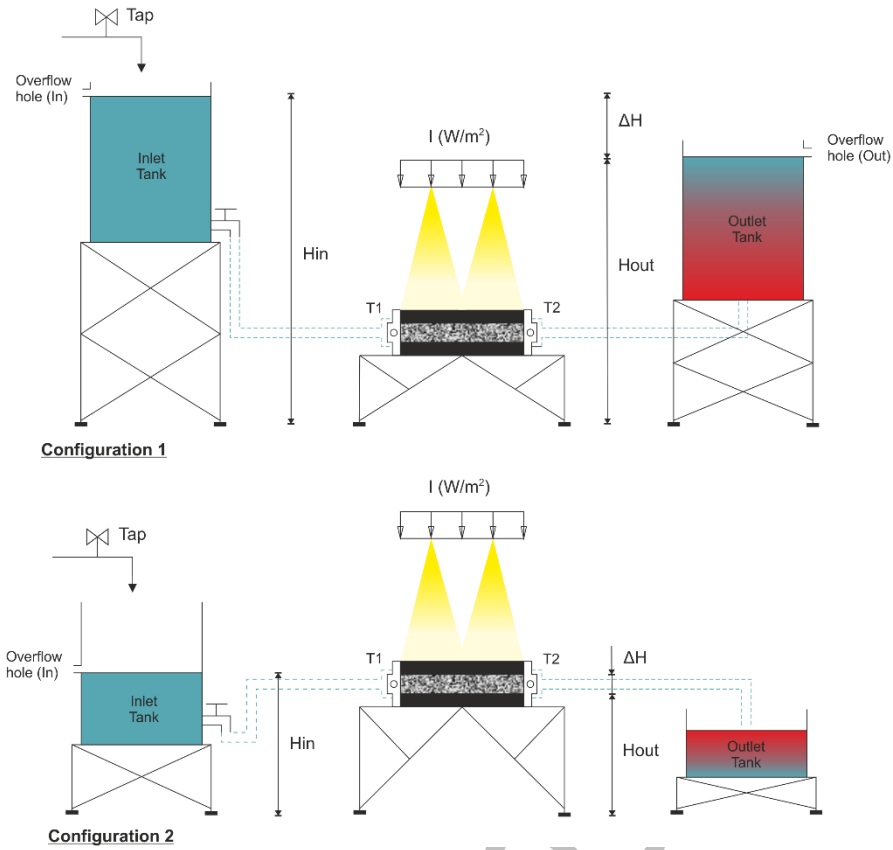 Tap
Overflow
hole (In)
Inlet
Tank
I (W/m²)
Hin
T1
T2
ΔH
Hout
Overflow
hole (Out)
Outlet
Tank
Configuration 1
I (W/m²)
Tap
Overflow
hole (In)
Inlet
Tank
Hin
T1
T2
ΔH
Hout
Outlet
Tank
Configuration 2